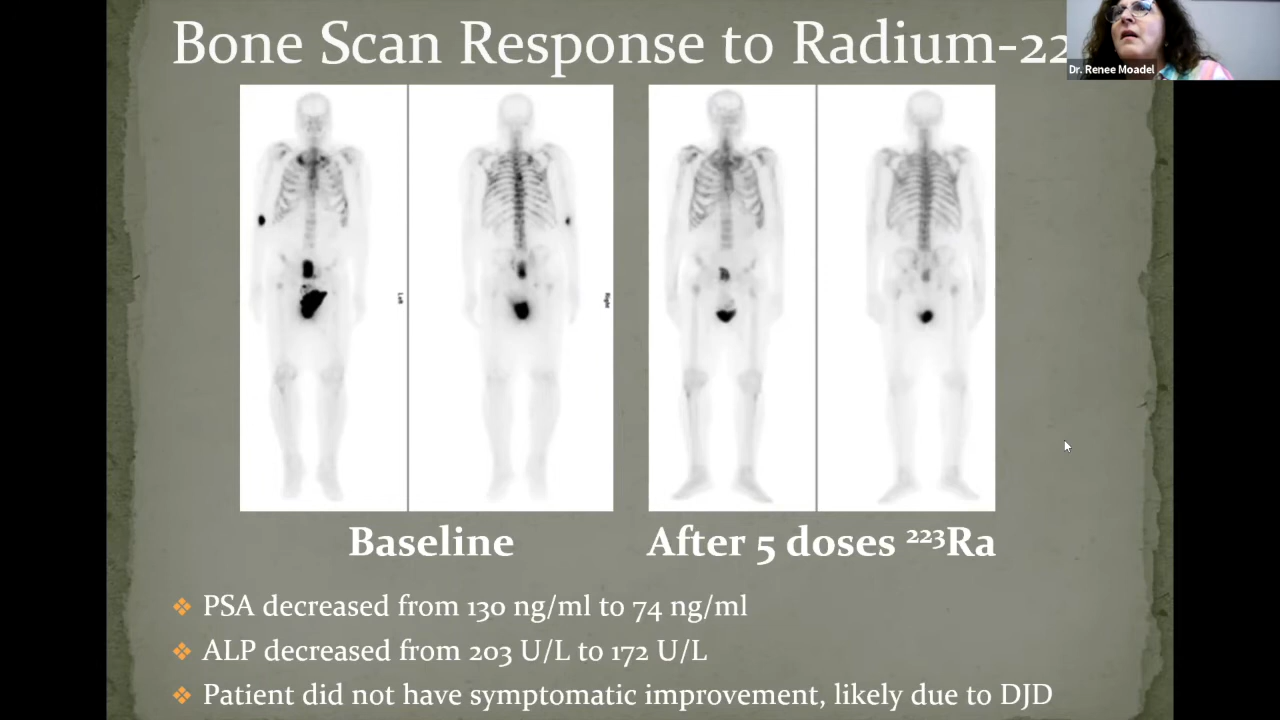 Bone Scan Response to Radium-22
Dr. Renee Moadel
Left
Right
Baseline
After 5 doses ²²³Ra
❖ PSA decreased from 130 ng/ml to 74 ng/ml
❖ ALP decreased from 203 U/L to 172 U/L
❖ Patient did not have symptomatic improvement, likely due to DJD